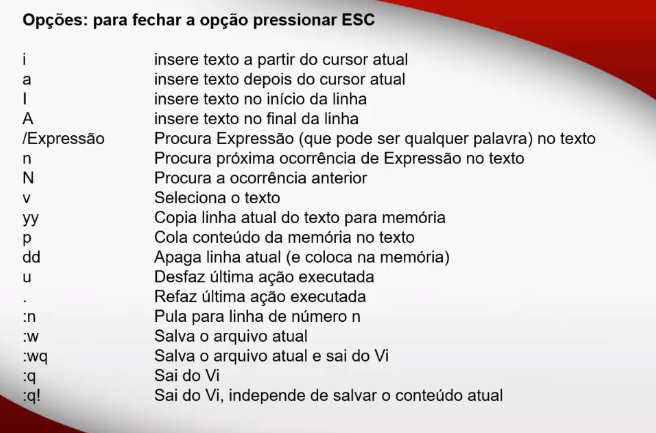 Opções: para fechar a opção pressionar ESC
i insere texto a partir do cursor atual
a insere texto depois do cursor atual
I insere texto no início da linha
A insere texto no final da linha
/Expressão Procura Expressão (que pode ser qualquer palavra) no texto
n Procura próxima ocorrência de Expressão no texto
N Procura a ocorrência anterior
v Seleciona o texto
yy Copia linha atual do texto para memória
p Cola conteúdo da memória no texto
dd Apaga linha atual (e coloca na memória)
u Desfaz última ação executada
. Refaz última ação executada
:n Pula para linha de número n
:w Salva o arquivo atual
:wq Salva o arquivo atual e sai do Vi
:q Sai do Vi
:q! Sai do Vi, independe de salvar o conteúdo atual